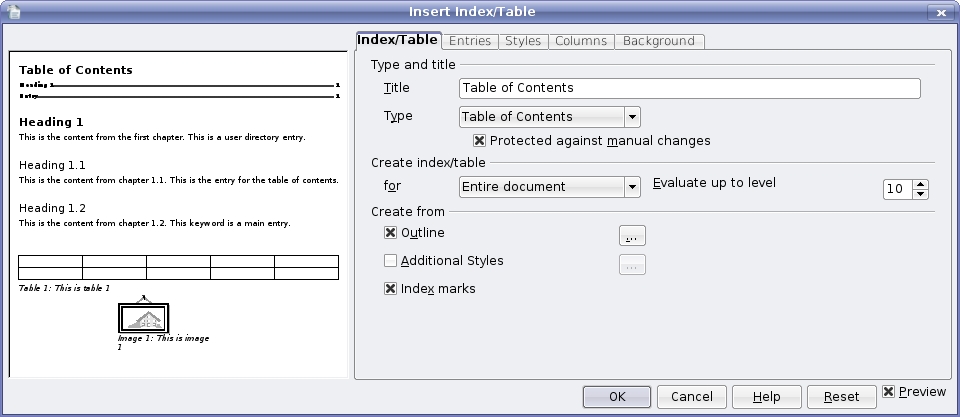 Insert Index/Table
Table of Contents
Heading 1 1
Entry 1
Heading 1
This is the content from the first chapter. This is a user directory entry.
Heading 1.1
This is the content from chapter 1.1. This is the entry for the table of contents.
Heading 1.2
This is the content from chapter 1.2. This keyword is a main entry.
Table 1: This is table 1
Image 1: This is image
1
Index/Table Entries Styles Columns Background
Type and title
Title Table of Contents
Type Table of Contents
Protected against manual changes
Create index/table
for Entire document Evaluate up to level 10
Create from
Outline ...
Additional Styles ...
Index marks
OK Cancel Help Reset Preview